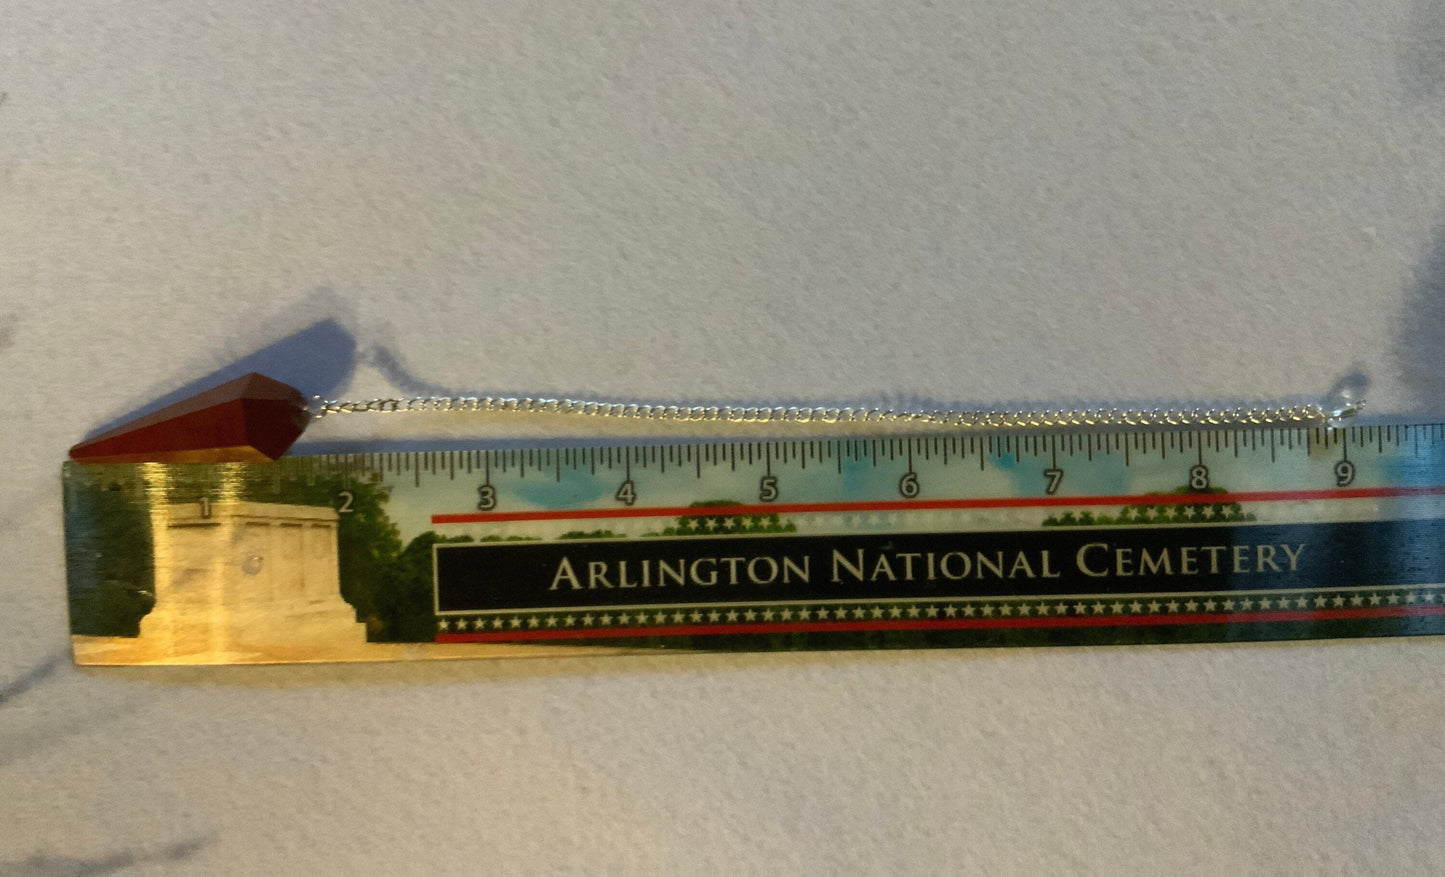 1 2 3 4 5 6 7 8 9
ARLINGTON NATIONAL CEMETERY